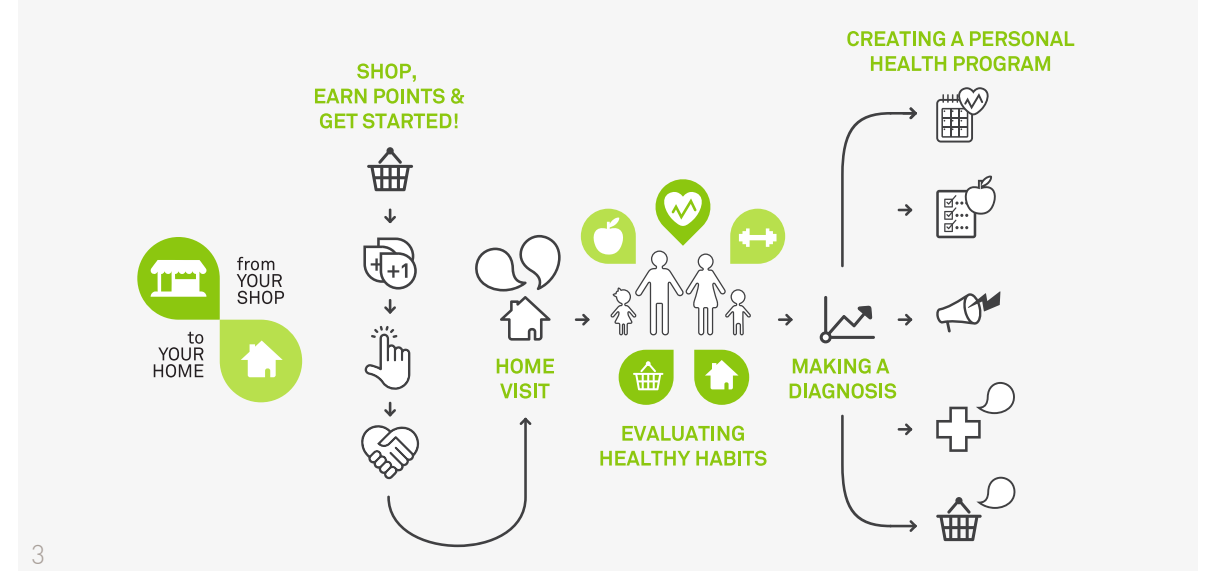 from
YOUR
SHOP
to
YOUR
HOME
SHOP,
EARN POINTS &
GET STARTED!
+
+1
HOME
VISIT
EVALUATING
HEALTHY HABITS
MAKING A
DIAGNOSIS
CREATING A PERSONAL
HEALTH PROGRAM
3